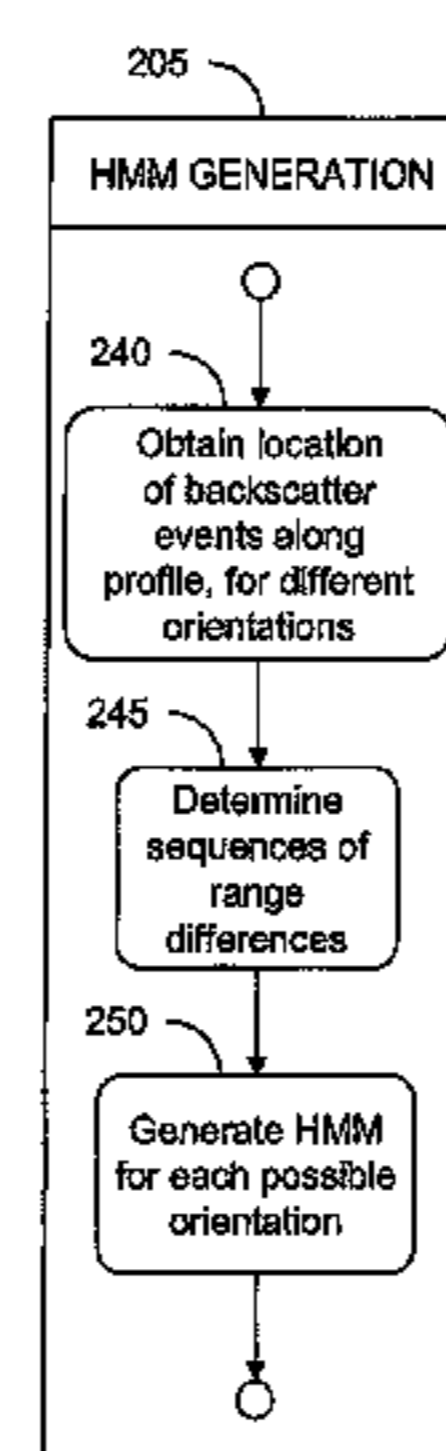 205
HMM GENERATION
240
Obtain location
of backscatter
events along
profile, for different
orientations
245
Determine
sequences of
range
differences
250
Generate HMM
for each possible
orientation